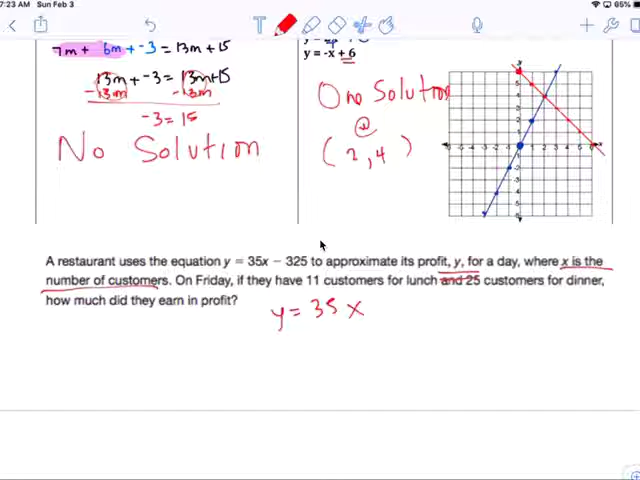 7:23 AM Sun Feb 3 65%
7m + 6m + -3 = 13m + 15
13m + -3 = 13m + 15
-13m -13m
-3 = 15
No Solution
y = -x + 6
One Solution
@
(2,4)
A restaurant uses the equation y = 35x − 325 to approximate its profit, y, for a day, where x is the
number of customers. On Friday, if they have 11 customers for lunch and 25 customers for dinner,
how much did they earn in profit?
y = 35x